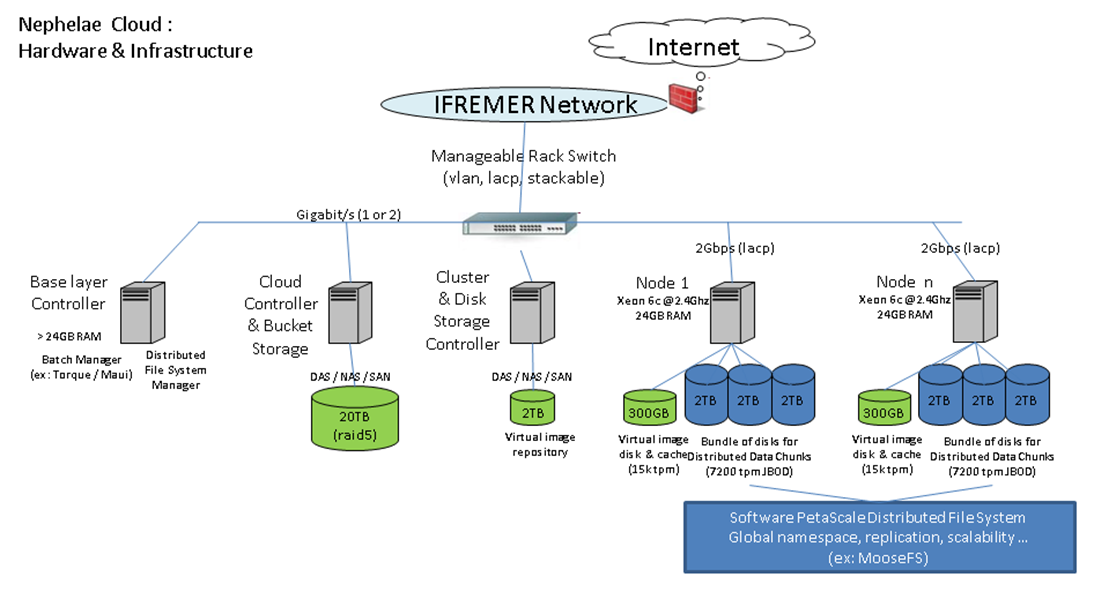 Nephelae Cloud :
Hardware & Infrastructure
Internet
IFREMER Network
Manageable Rack Switch
(vlan, lacp, stackable)
Gigabit/s (1 or 2)
2Gbps (lacp)
2Gbps (lacp)
Base layer
Controller
> 24GB RAM
Batch Manager
(ex: Torque / Maui)
Distributed
File System
Manager
Cloud
Controller
& Bucket
Storage
DAS / NAS / SAN
20TB
(raid5)
Cluster
& Disk
Storage
Controller
DAS / NAS / SAN
2TB
Virtual image
repository
Node 1
Xeon 6c @2.4Ghz
24GB RAM
300GB
2TB
2TB
2TB
Virtual image
disk & cache
(15k tpm)
Bundle of disks for
Distributed Data Chunks
(7200 tpm JBOD)
Node n
Xeon 6c @2.4Ghz
24GB RAM
300GB
2TB
2TB
2TB
Virtual image
disk & cache
(15k tpm)
Bundle of disks for
Distributed Data Chunks
(7200 tpm JBOD)
Software PetaScale Distributed File System
Global namespace, replication, scalability ...
(ex: MooseFS)